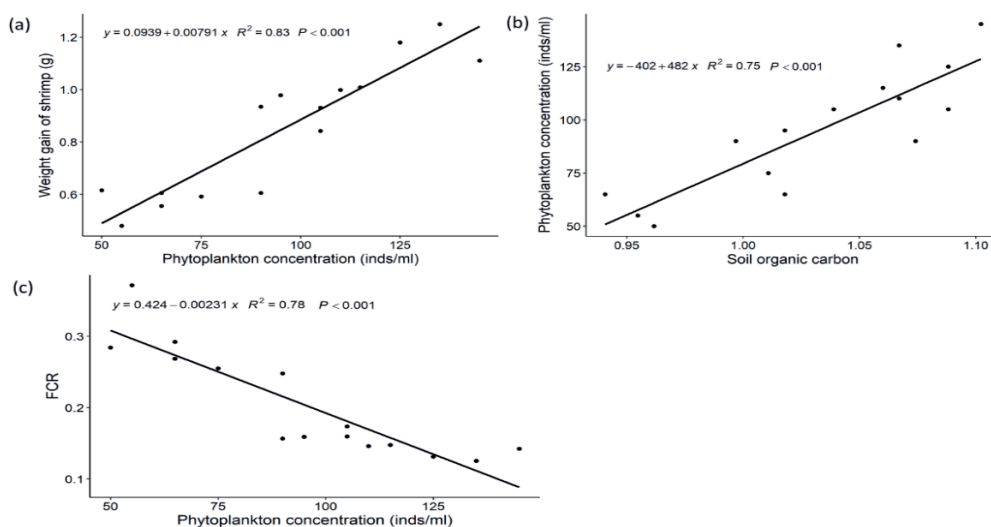 (a)
y = 0.0939 + 0.00791 x R² = 0.83 P < 0.001
Weight gain of shrimp (g)
1.2
1.0
0.8
0.6
50 75 100 125
Phytoplankton concentration (inds/ml)
(b)
y = −402 + 482 x R² = 0.75 P < 0.001
Phytoplankton concentration (inds/ml)
125
100
75
50
0.95 1.00 1.05 1.10
Soil organic carbon
(c)
y = 0.424 − 0.00231 x R² = 0.78 P < 0.001
FCR
0.3
0.2
0.1
50 75 100 125
Phytoplankton concentration (inds/ml)